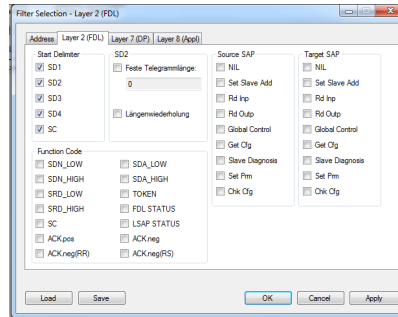 Filter Selection - Layer 2 (FDL)
Address
Layer 2 (FDL)
Layer 7 (DP)
Layer 8 (Appl)
Start Delimiter
SD1
SD2
SD3
SD4
SC
SD2
Feste Telegrammlänge:
0
Längenwiederholung
Source SAP
NIL
Set Slave Add
Rd Inp
Rd Outp
Global Control
Get Cfg
Slave Diagnosis
Set Prm
Chk Cfg
Target SAP
NIL
Set Slave Add
Rd Inp
Rd Outp
Global Control
Get Cfg
Slave Diagnosis
Set Prm
Chk Cfg
Function Code
SDN_LOW
SDN_HIGH
SRD_LOW
SRD_HIGH
SC
ACK.pos
ACK.neg(RR)
SDA_LOW
SDA_HIGH
TOKEN
FDL STATUS
LSAP STATUS
ACK.neg
ACK.neg(RS)
Load
Save
OK
Cancel
Apply